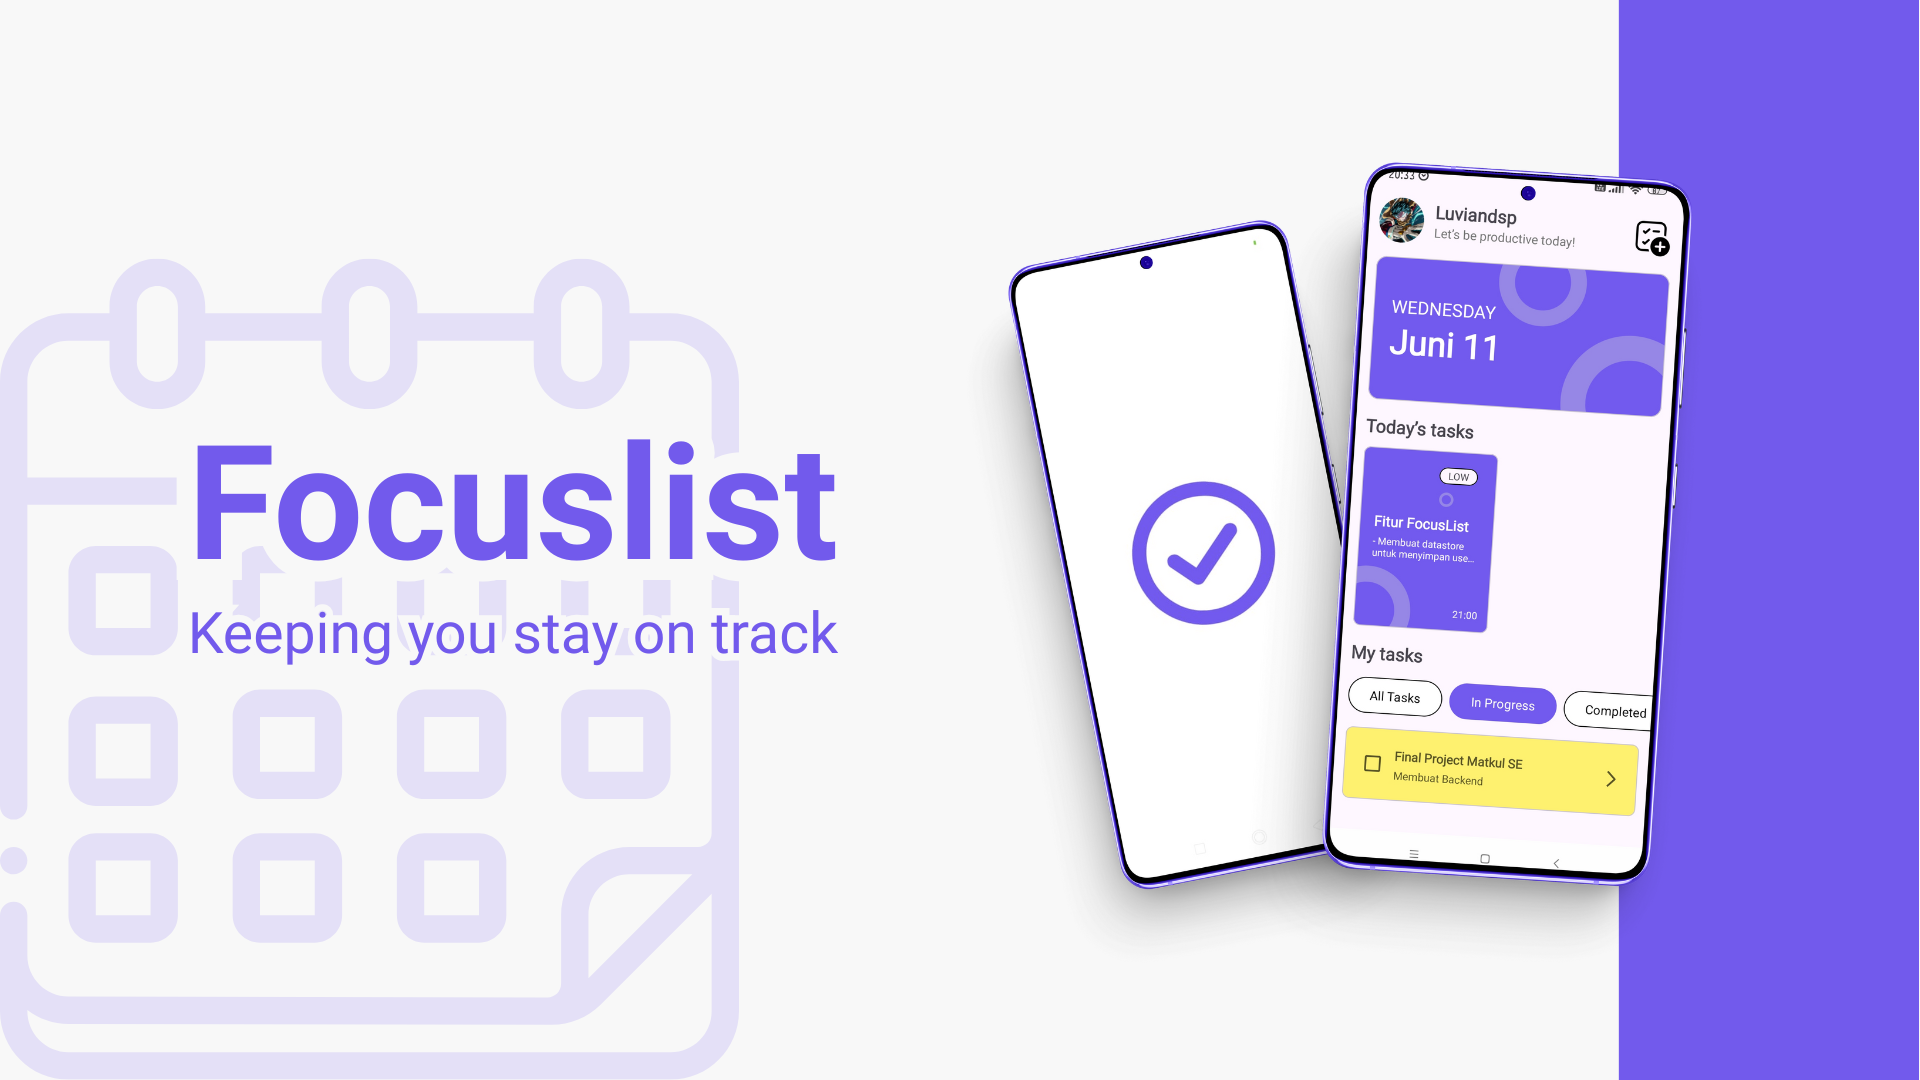 Focuslist
Keeping you stay on track
20:33
Luviandsp
Let's be productive today!
WEDNESDAY
Juni 11
Today's tasks
LOW
Fitur FocusList
- Membuat datastore
untuk menyimpan use...
21:00
My tasks
All Tasks
In Progress
Completed
Final Project Matkul SE
Membuat Backend